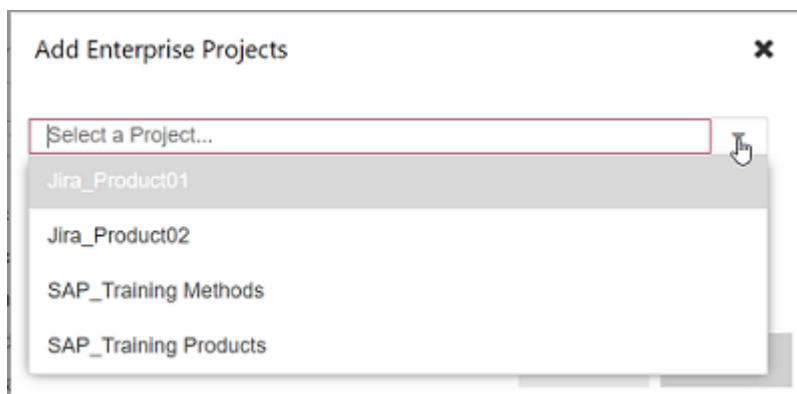 Add Enterprise Projects
Select a Project...
Jira_Product01
Jira_Product02
SAP_Training Methods
SAP_Training Products